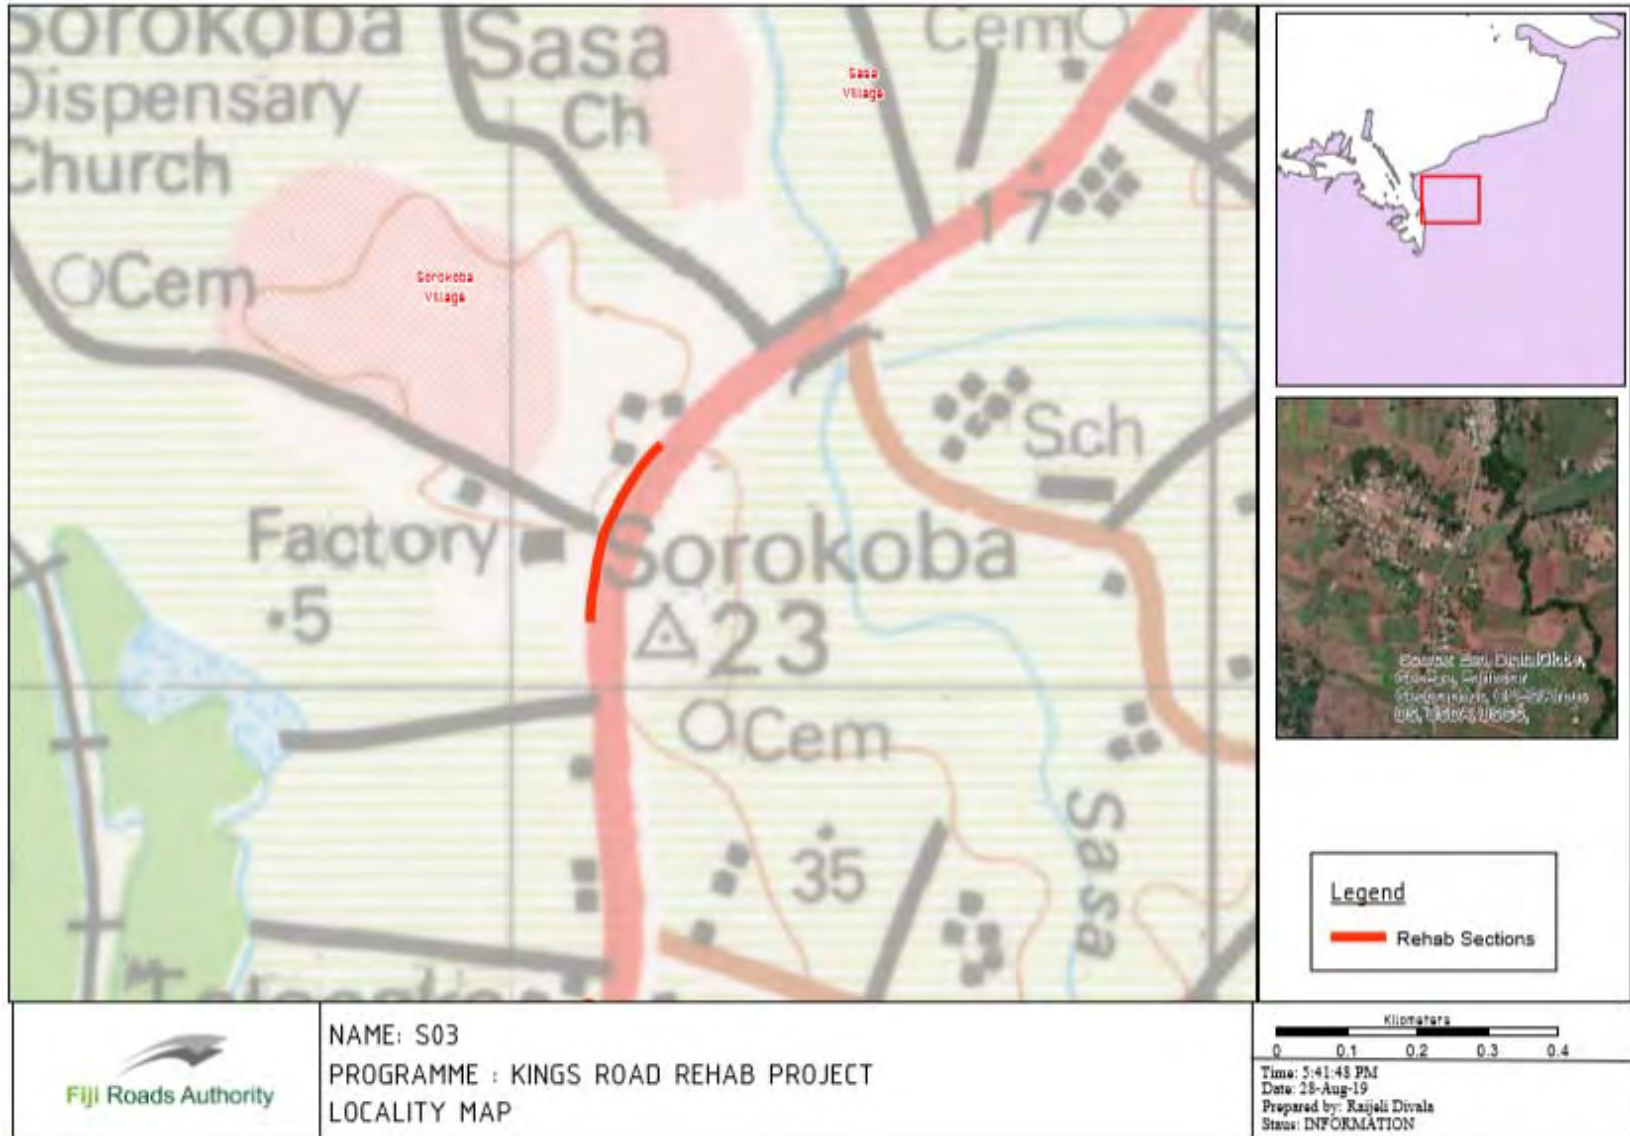 Sorokoba
Dispensary
Church
Sasa
Ch
Cem
Sasa
Village
17
Cem
Sorokoba
Village
Sch
Factory
Sorokoba
5
23
Cem
35
Sasa
Legend
Rehab Sections
Fiji Roads Authority
NAME: S03
PROGRAMME : KINGS ROAD REHAB PROJECT
LOCALITY MAP
Kilometers
0 0.1 0.2 0.3 0.4
Time: 5:41:48 PM
Date: 28-Aug-19
Prepared by: Raijeli Divala
Staus: INFORMATION